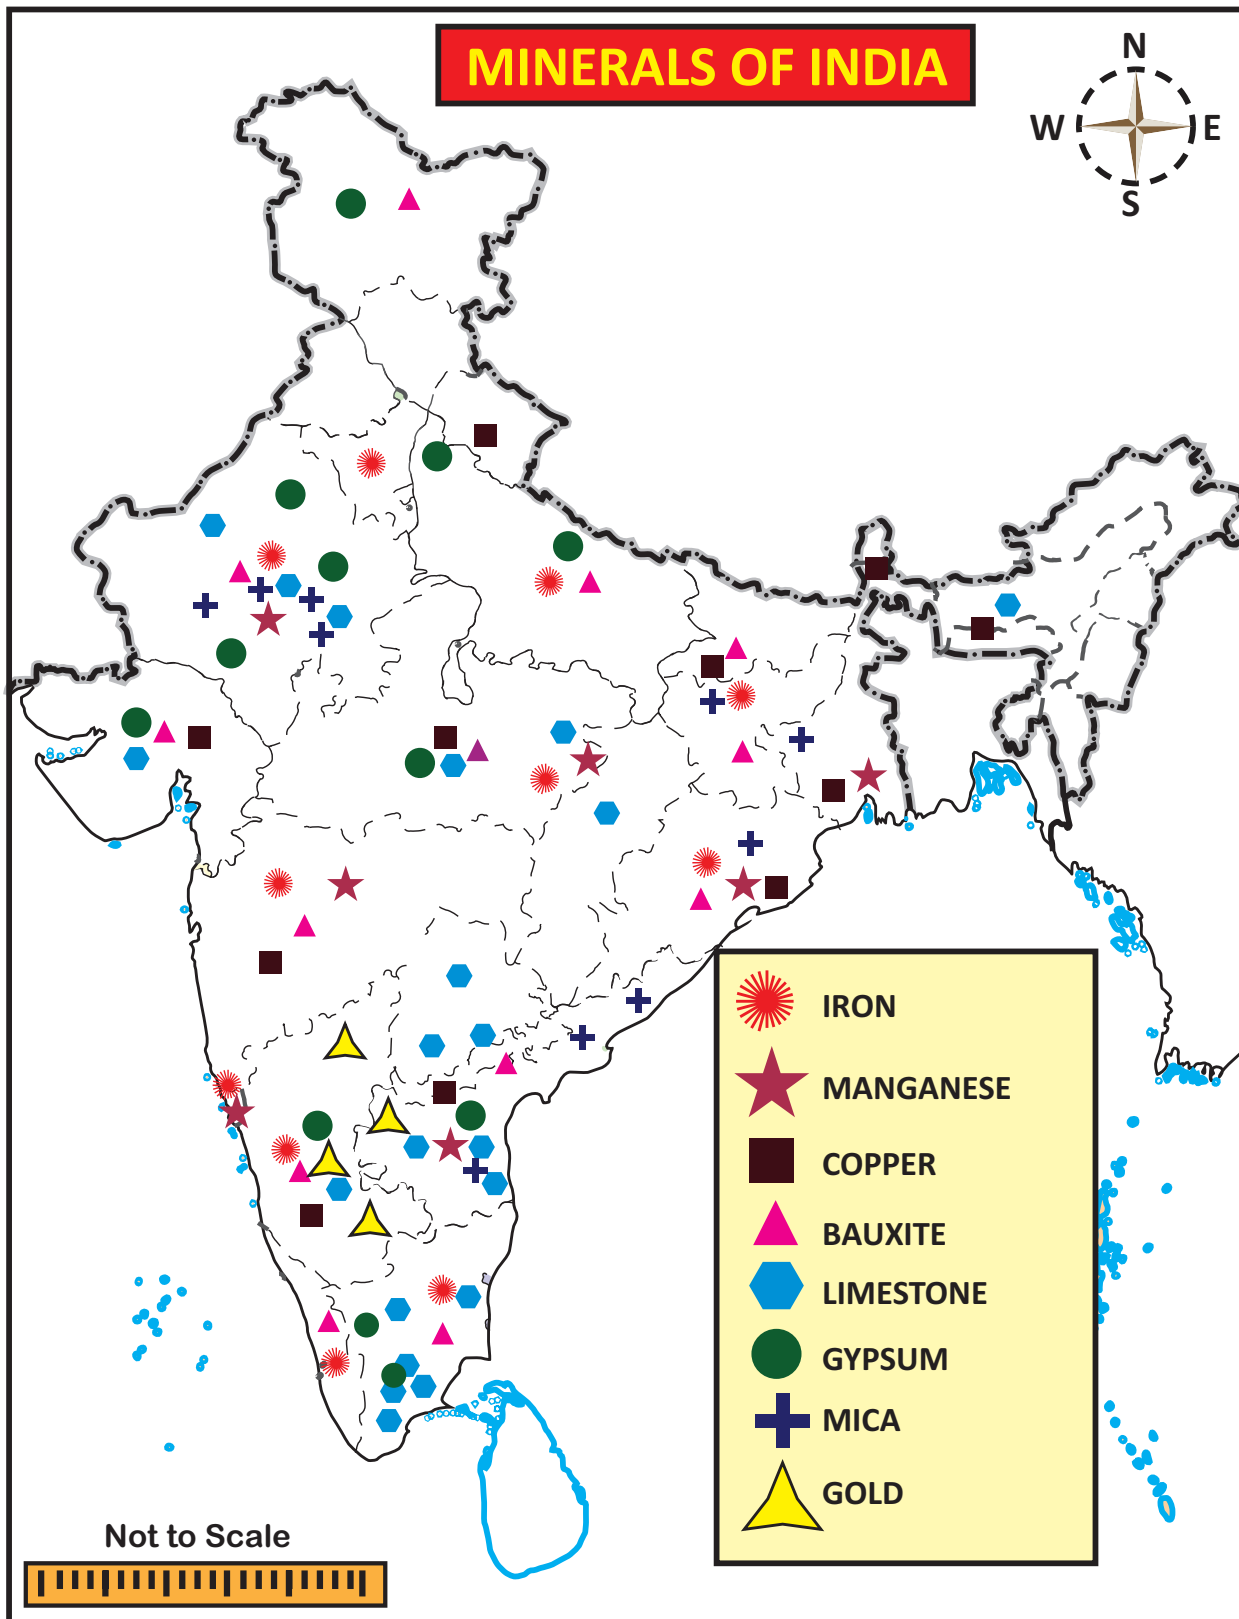 MINERALS OF INDIA
N
W
E
S
IRON
MANGANESE
COPPER
BAUXITE
LIMESTONE
GYPSUM
MICA
GOLD
Not to Scale